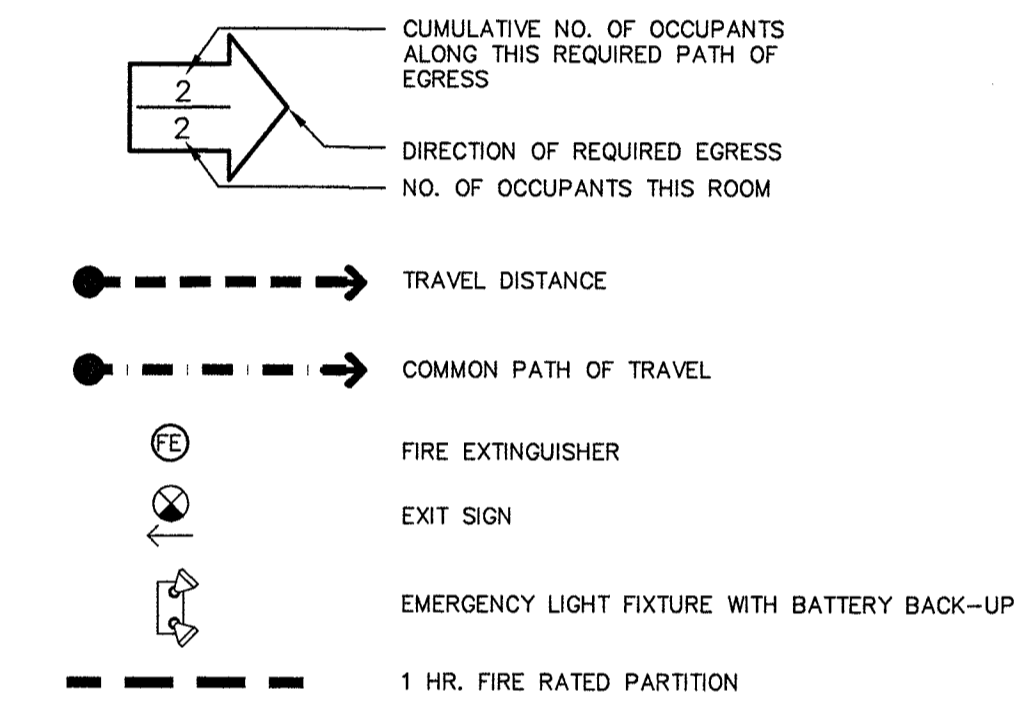 CUMULATIVE NO. OF OCCUPANTS
ALONG THIS REQUIRED PATH OF
EGRESS
2
2
DIRECTION OF REQUIRED EGRESS
NO. OF OCCUPANTS THIS ROOM
TRAVEL DISTANCE
COMMON PATH OF TRAVEL
FE
FIRE EXTINGUISHER
EXIT SIGN
EMERGENCY LIGHT FIXTURE WITH BATTERY BACK-UP
1 HR. FIRE RATED PARTITION